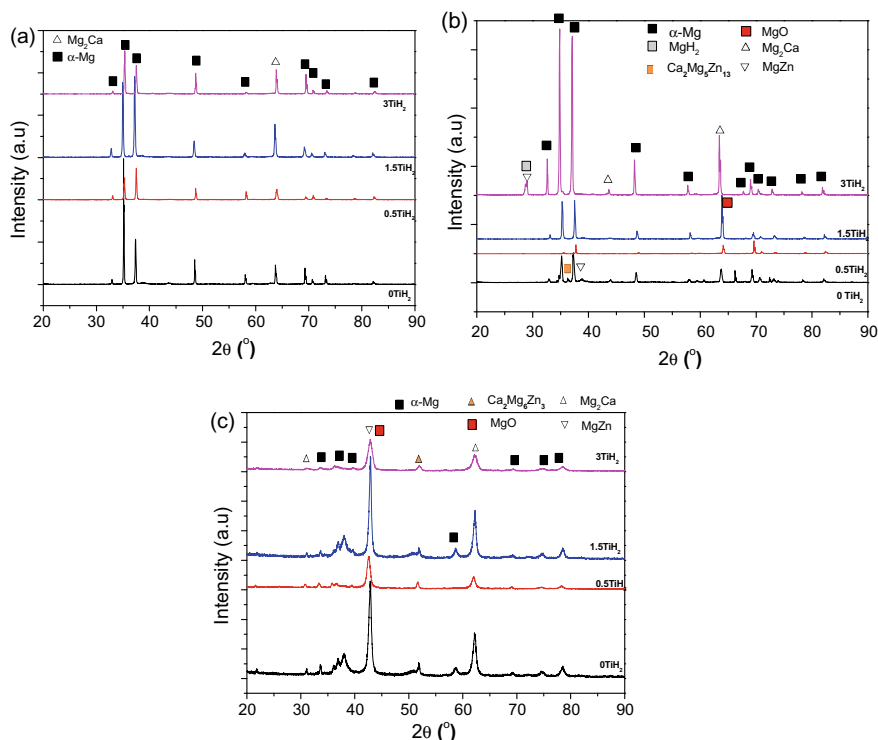 (a)
△ Mg₂Ca
■ α-Mg
Intensity (a.u)
3TiH₂
1.5TiH₂
0.5TiH₂
0TiH₂
20 30 40 50 60 70 80 90
2θ (°)
(b)
■ α-Mg ■ MgO
■ MgH₂ △ Mg₂Ca
■ Ca₂Mg₅Zn₁₃ ▽ MgZn
Intensity (a.u)
3TiH₂
1.5TiH₂
0.5TiH₂
0 TiH₂
20 30 40 50 60 70 80 90
2θ (°)
(c)
■ α-Mg ▲ Ca₂Mg₆Zn₃ △ Mg₂Ca
■ MgO ▽ MgZn
Intensity (a.u)
3TiH₂
1.5TiH₂
0.5TiH
0TiH₂
20 30 40 50 60 70 80 90
2θ (°)